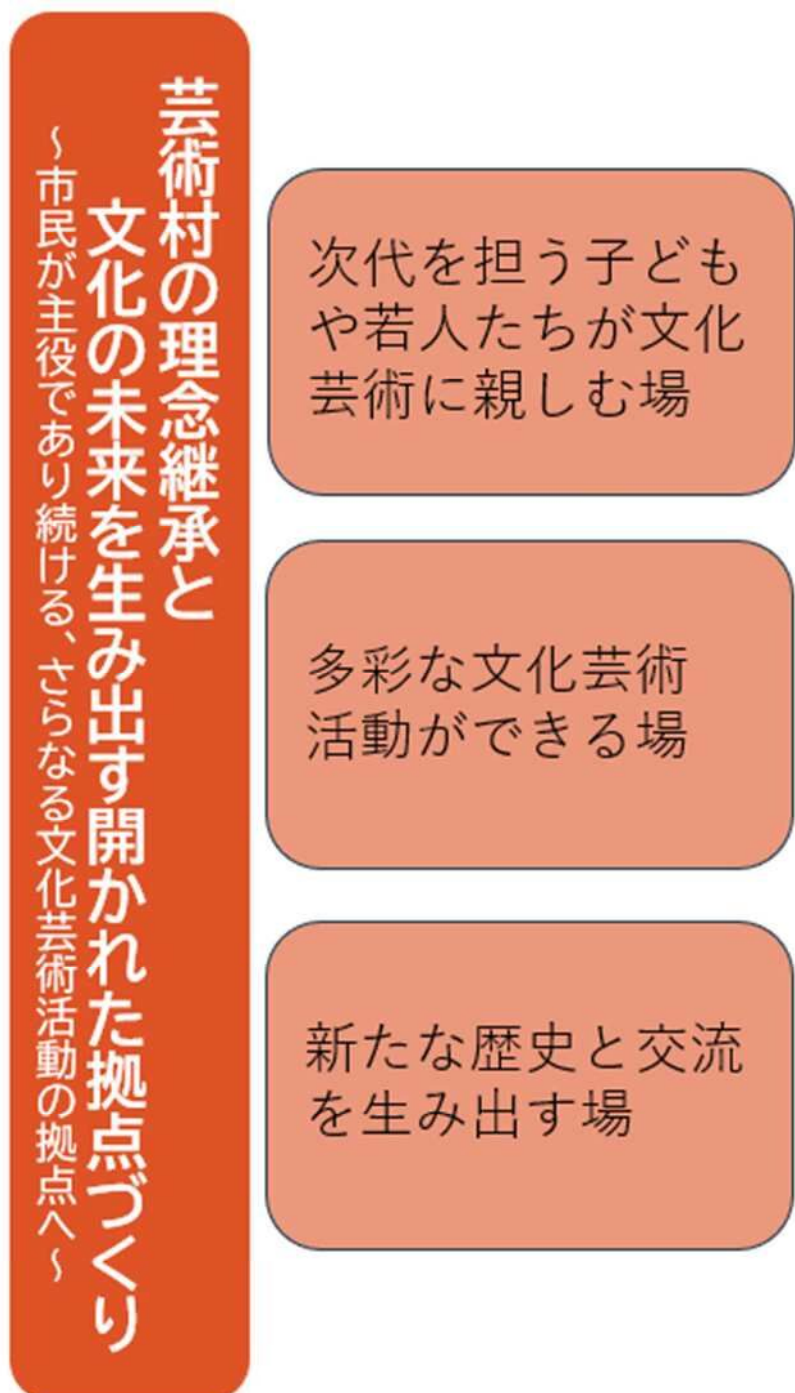 芸術村の理念継承と
文化の未来を生み出す開かれた拠点づくり
~市民が主役であり続ける、さらなる文化芸術活動の拠点へ~
次代を担う子ども
や若人たちが文化
芸術に親しむ場
多彩な文化芸術
活動ができる場
新たな歴史と交流
を生み出す場